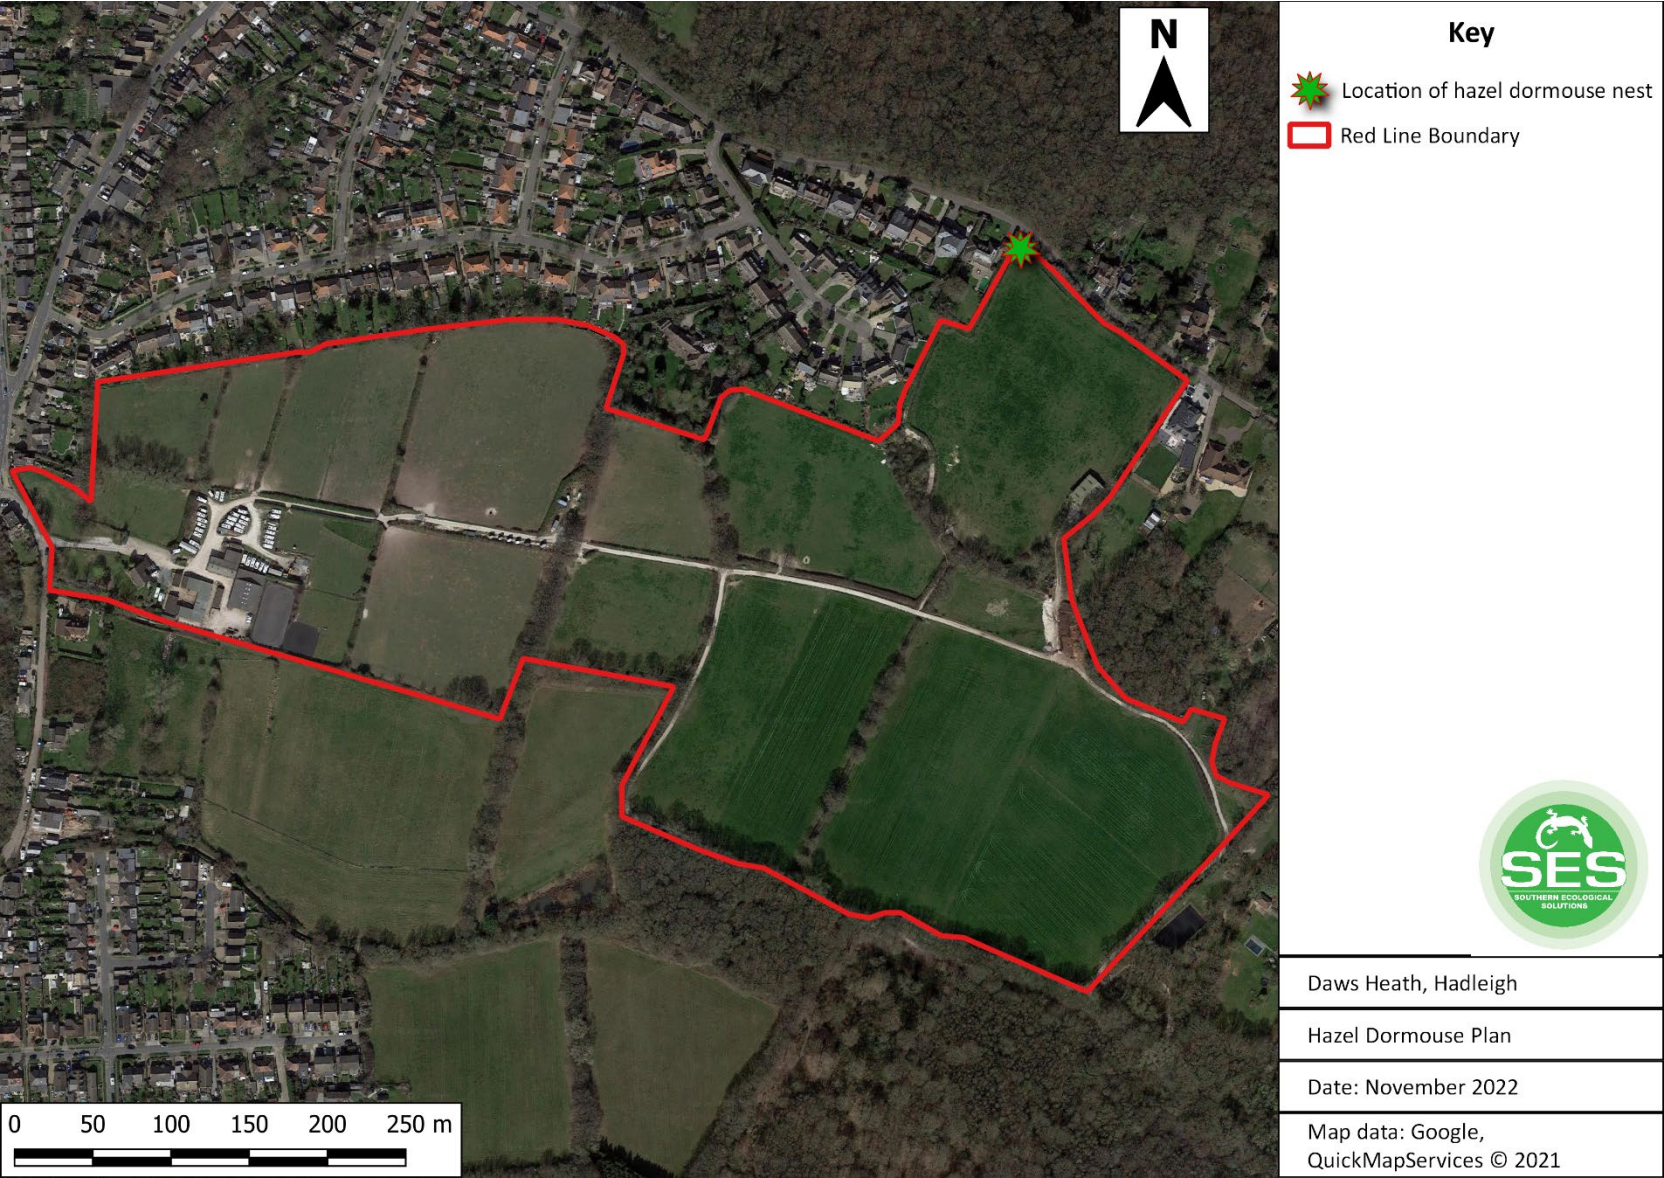 N
Key
Location of hazel dormouse nest
Red Line Boundary
SES
SOUTHERN ECOLOGICAL
SOLUTIONS
Daws Heath, Hadleigh
Hazel Dormouse Plan
Date: November 2022
Map data: Google,
QuickMapServices © 2021
0 50 100 150 200 250 m